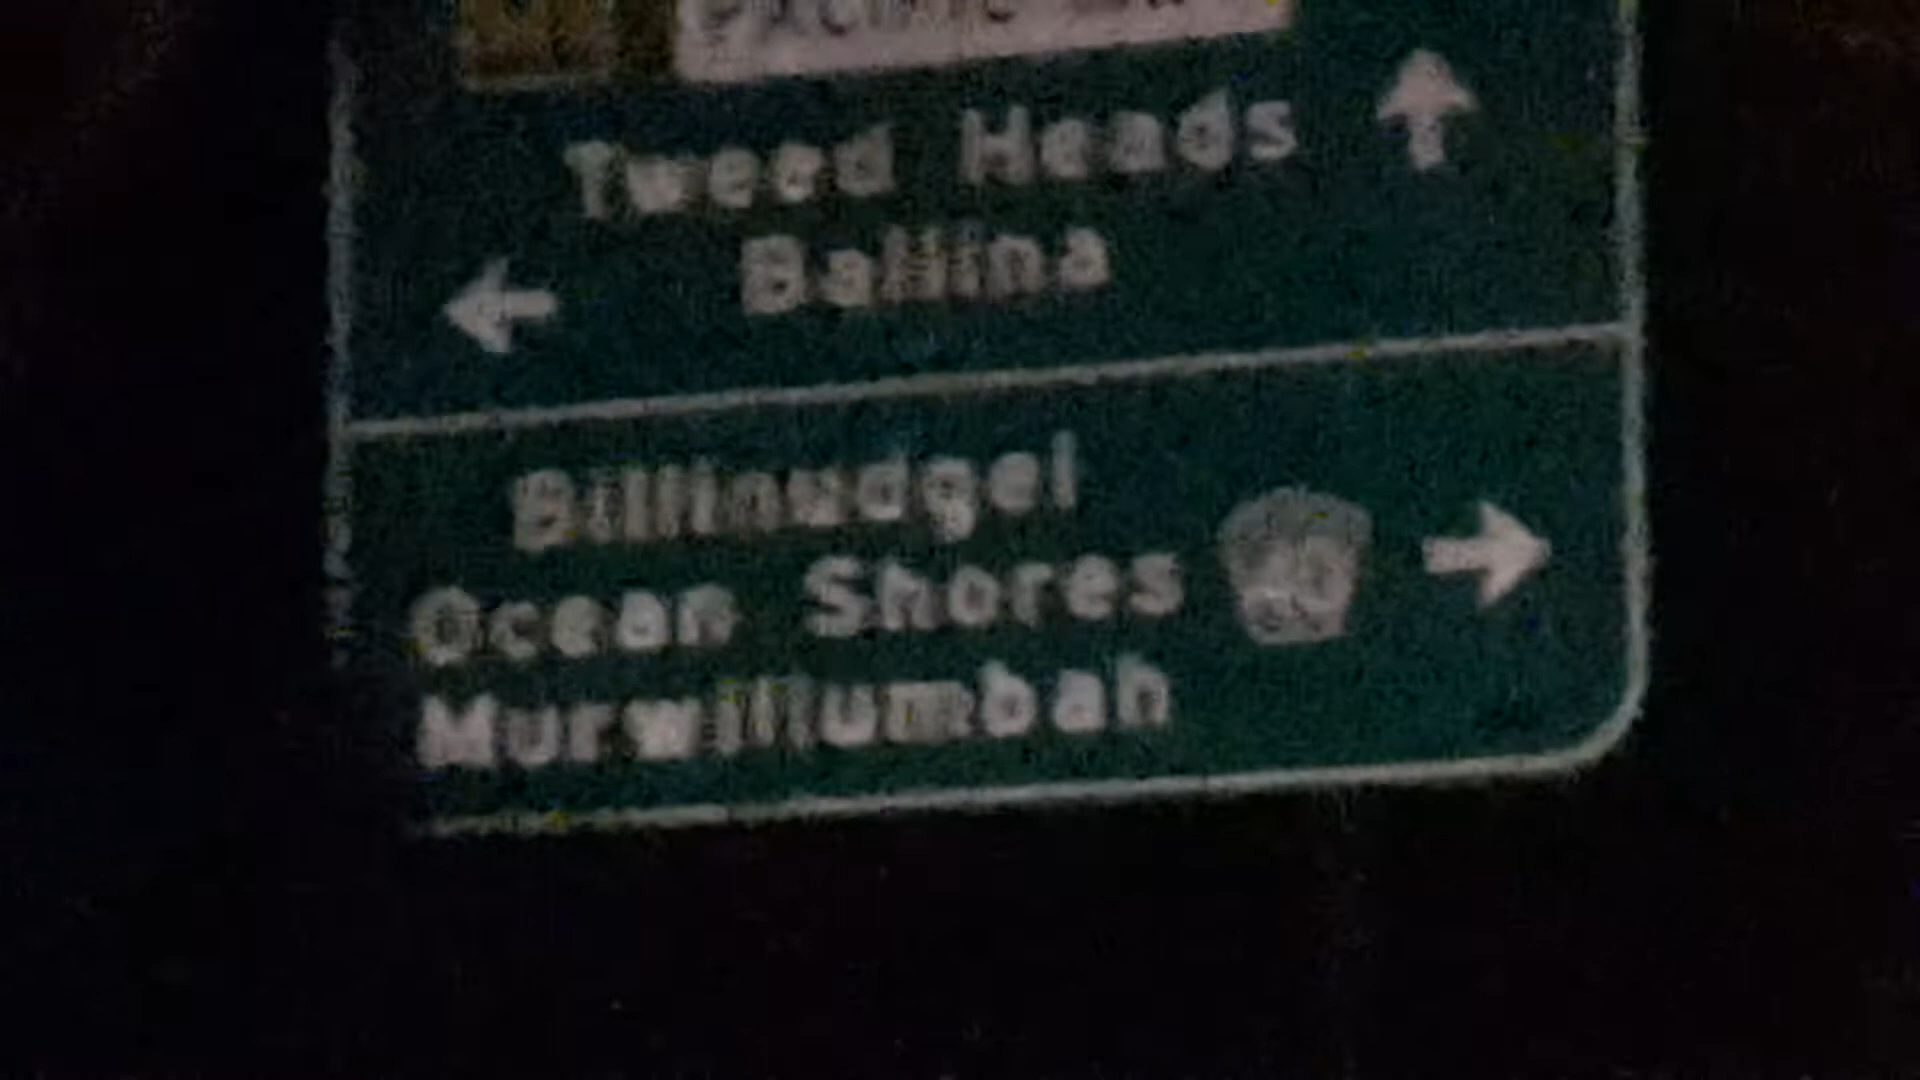 Tweed Heads
Ballina
Billinudgel
Ocean Shores
Murwillumbah